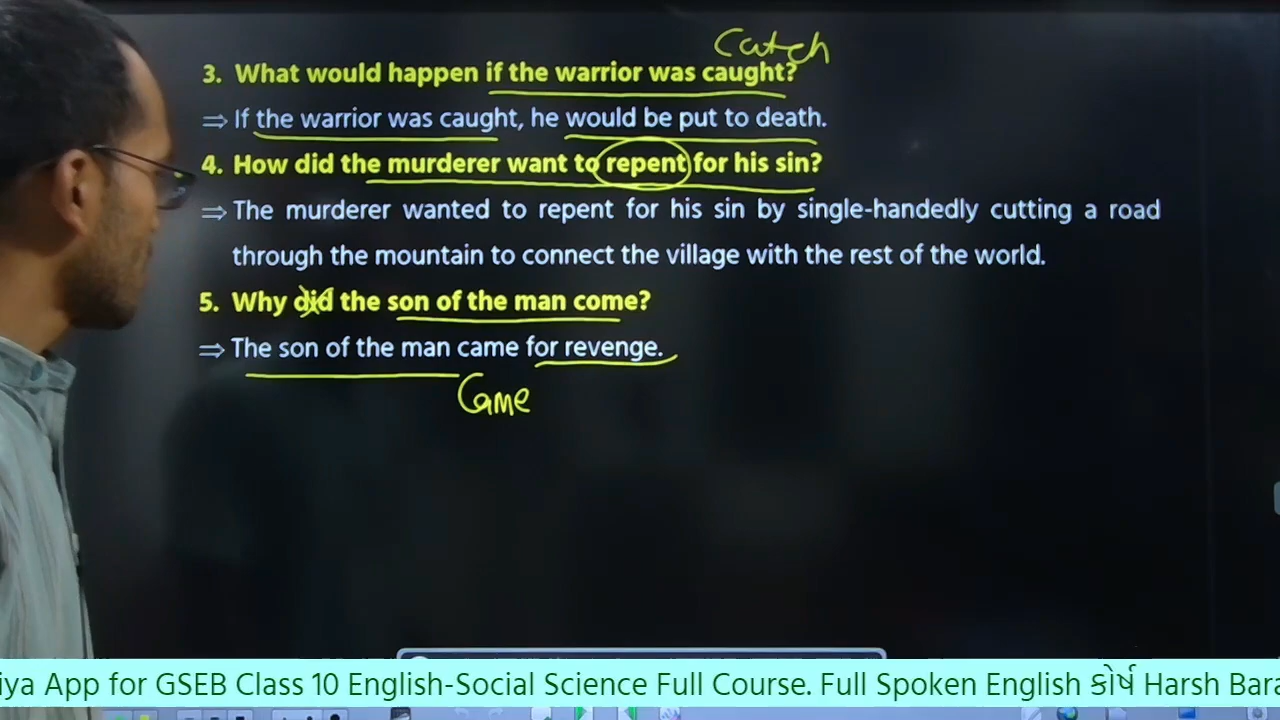 Catch
3. What would happen if the warrior was caught?
⇒ If the warrior was caught, he would be put to death.
4. How did the murderer want to repent for his sin?
⇒ The murderer wanted to repent for his sin by single-handedly cutting a road
through the mountain to connect the village with the rest of the world.
5. Why did the son of the man come?
⇒ The son of the man came for revenge.
Came
iya App for GSEB Class 10 English-Social Science Full Course. Full Spoken English કોર્ષ Harsh Bara